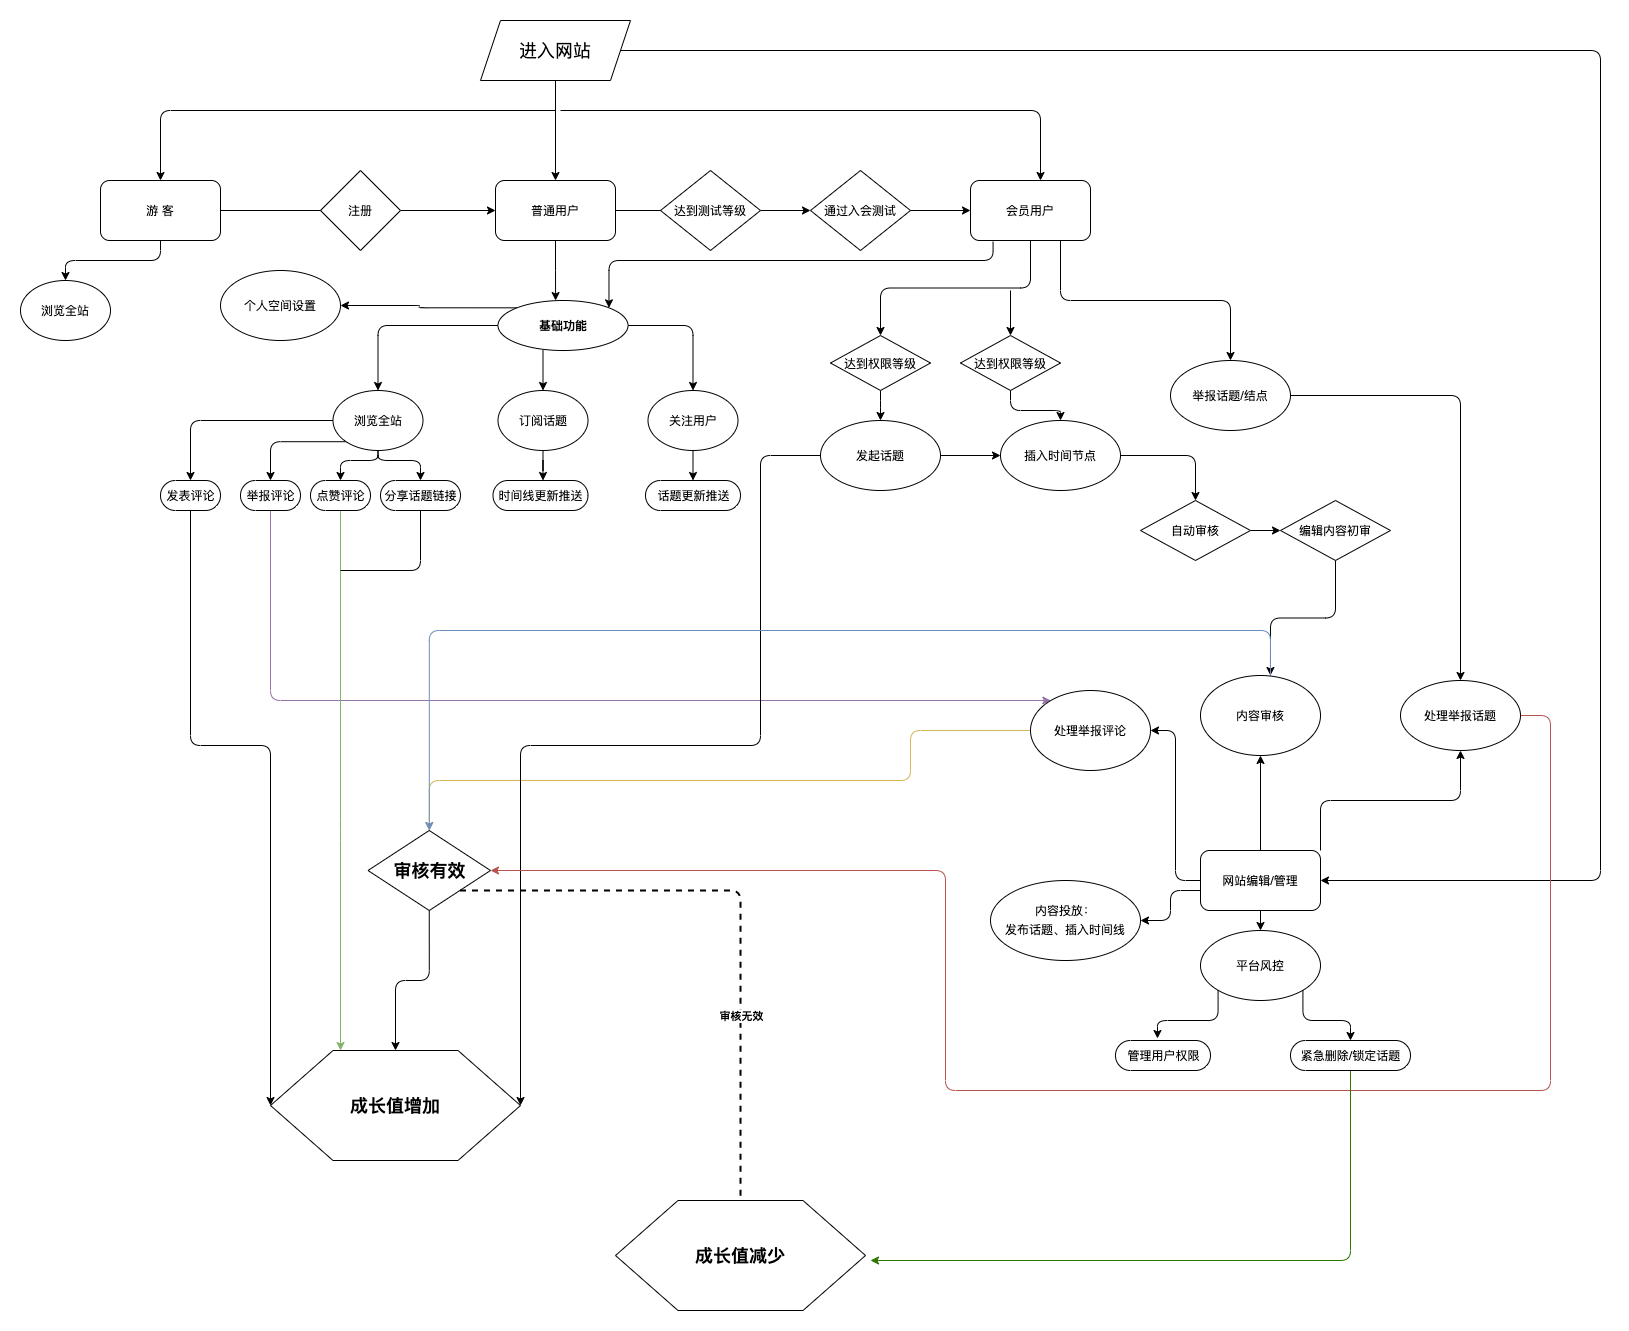 进入网站
游 客
注册
普通用户
达到测试等级
通过入会测试
会员用户
浏览全站
个人空间设置
基础功能
达到权限等级
达到权限等级
举报话题/结点
浏览全站
订阅话题
关注用户
发起话题
插入时间节点
发表评论
举报评论
点赞评论
分享话题链接
时间线更新推送
话题更新推送
自动审核
编辑内容初审
处理举报评论
内容审核
处理举报话题
审核有效
网站编辑/管理
内容投放：
发布话题、插入时间线
平台风控
审核无效
管理用户权限
紧急删除/锁定话题
成长值增加
成长值减少